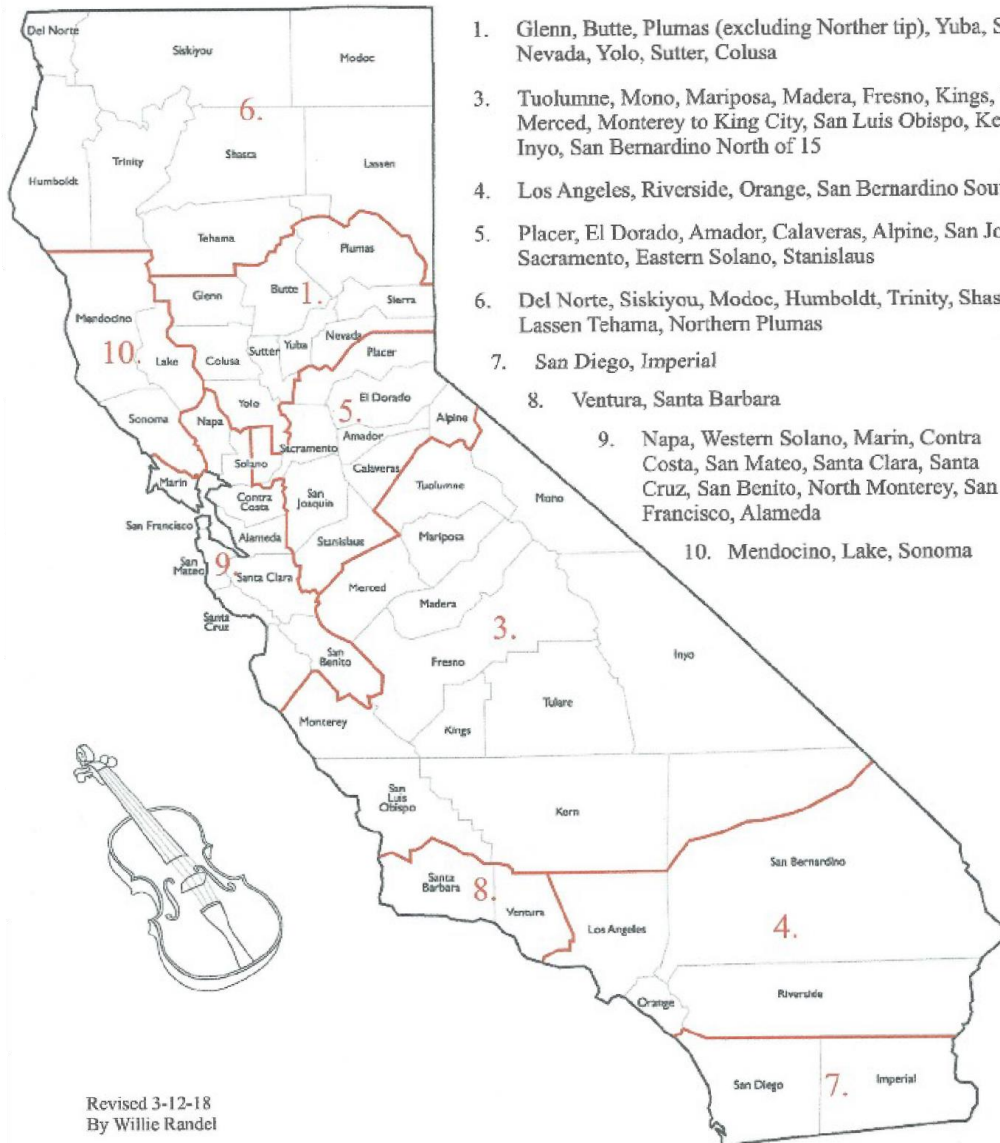 1. Glenn, Butte, Plumas (excluding Norther tip), Yuba, S
Nevada, Yolo, Sutter, Colusa
3. Tuolumne, Mono, Mariposa, Madera, Fresno, Kings,
Merced, Monterey to King City, San Luis Obispo, Ke
Inyo, San Bernardino North of 15
4. Los Angeles, Riverside, Orange, San Bernardino Sou
5. Placer, El Dorado, Amador, Calaveras, Alpine, San Jo
Sacramento, Eastern Solano, Stanislaus
6. Del Norte, Siskiyou, Modoc, Humboldt, Trinity, Shas
Lassen Tehama, Northern Plumas
7. San Diego, Imperial
8. Ventura, Santa Barbara
9. Napa, Western Solano, Marin, Contra
Costa, San Mateo, Santa Clara, Santa
Cruz, San Benito, North Monterey, San
Francisco, Alameda
10. Mendocino, Lake, Sonoma
Del Norte
Siskiyou
Modoc
6.
Trinity
Shasta
Lassen
Humboldt
Tehama
Plumas
Glenn
Butte
1.
Sierra
Mendocino
10.
Lake
Colusa
Sutter
Yuba
Nevada
Placer
Sonoma
Napa
Yolo
5.
El Dorado
Sacramento
Amador
Alpine
Solano
Calaveras
Marin
Contra
Costa
San
Joaquin
Tuolumne
Mono
San Francisco
Alameda
Stanislaus
Mariposa
San
Mateo
9.
Santa Clara
Merced
Madera
Santa
Cruz
3.
San
Benito
Fresno
Inyo
Monterey
Kings
Tulare
San
Luis
Obispo
Kern
San Bernardino
Santa
Barbara
8.
Ventura
Los Angeles
4.
Orange
Riverside
San Diego
7.
Imperial
Revised 3-12-18
By Willie Randel